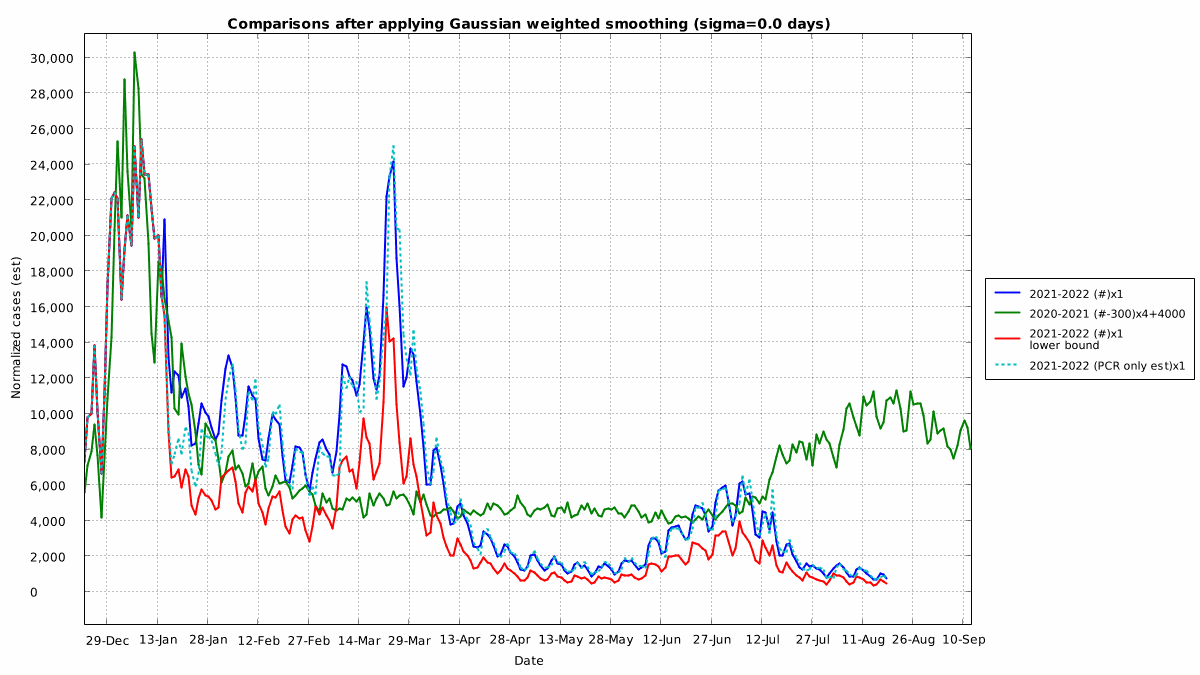 Comparisons after applying Gaussian weighted smoothing (sigma=0.0 days)
30,000
28,000
26,000
24,000
22,000
20,000
18,000
16,000
14,000
12,000
10,000
8,000
6,000
4,000
2,000
0
Normalized cases (est)
29-Dec 13-Jan 28-Jan 12-Feb 27-Feb 14-Mar 29-Mar 13-Apr 28-Apr 13-May 28-May 12-Jun 27-Jun 12-Jul 27-Jul 11-Aug 26-Aug 10-Sep
Date
2021-2022 (#)x1
2020-2021 (#-300)x4+4000
2021-2022 (#)x1
lower bound
2021-2022 (PCR only est)x1